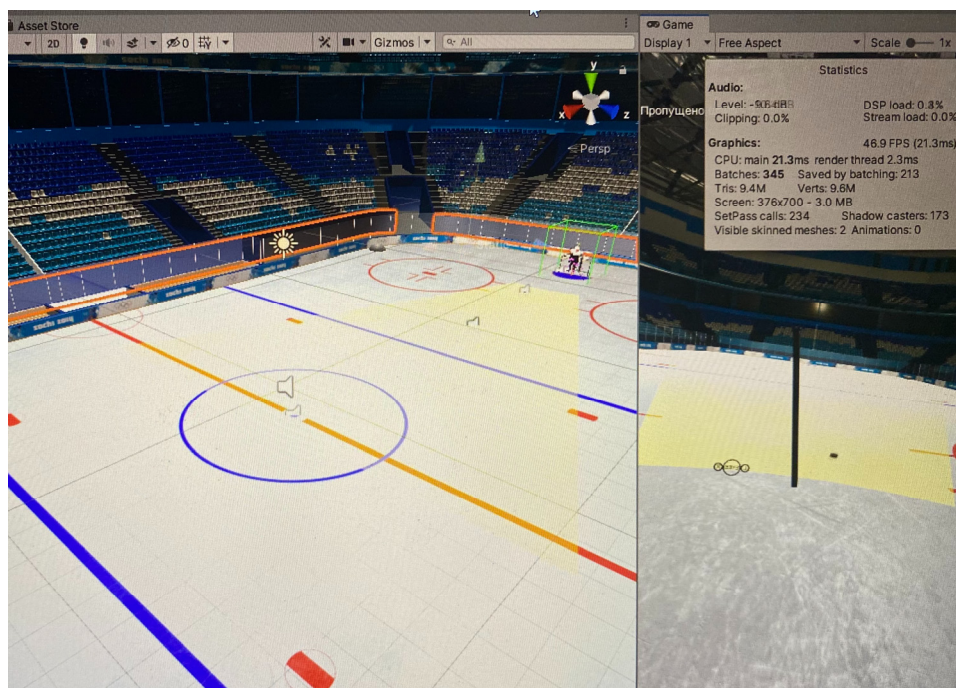 Asset Store
Game
2D
0
Gizmos
All
Display 1
Free Aspect
Scale
1x
y
x
z
Persp
Пропущено
Statistics
Audio:
Level:
DSP load: 0.3%
Clipping: 0.0%
Stream load: 0.0%
Graphics:
46.9 FPS (21.3ms)
CPU: main 21.3ms render thread 2.3ms
Batches: 345 Saved by batching: 213
Tris: 9.4M Verts: 9.6M
Screen: 376x700 - 3.0 MB
SetPass calls: 234 Shadow casters: 173
Visible skinned meshes: 2 Animations: 0